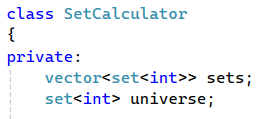 class SetCalculator
{
private:
    vector<set<int>> sets;
    set<int> universe;